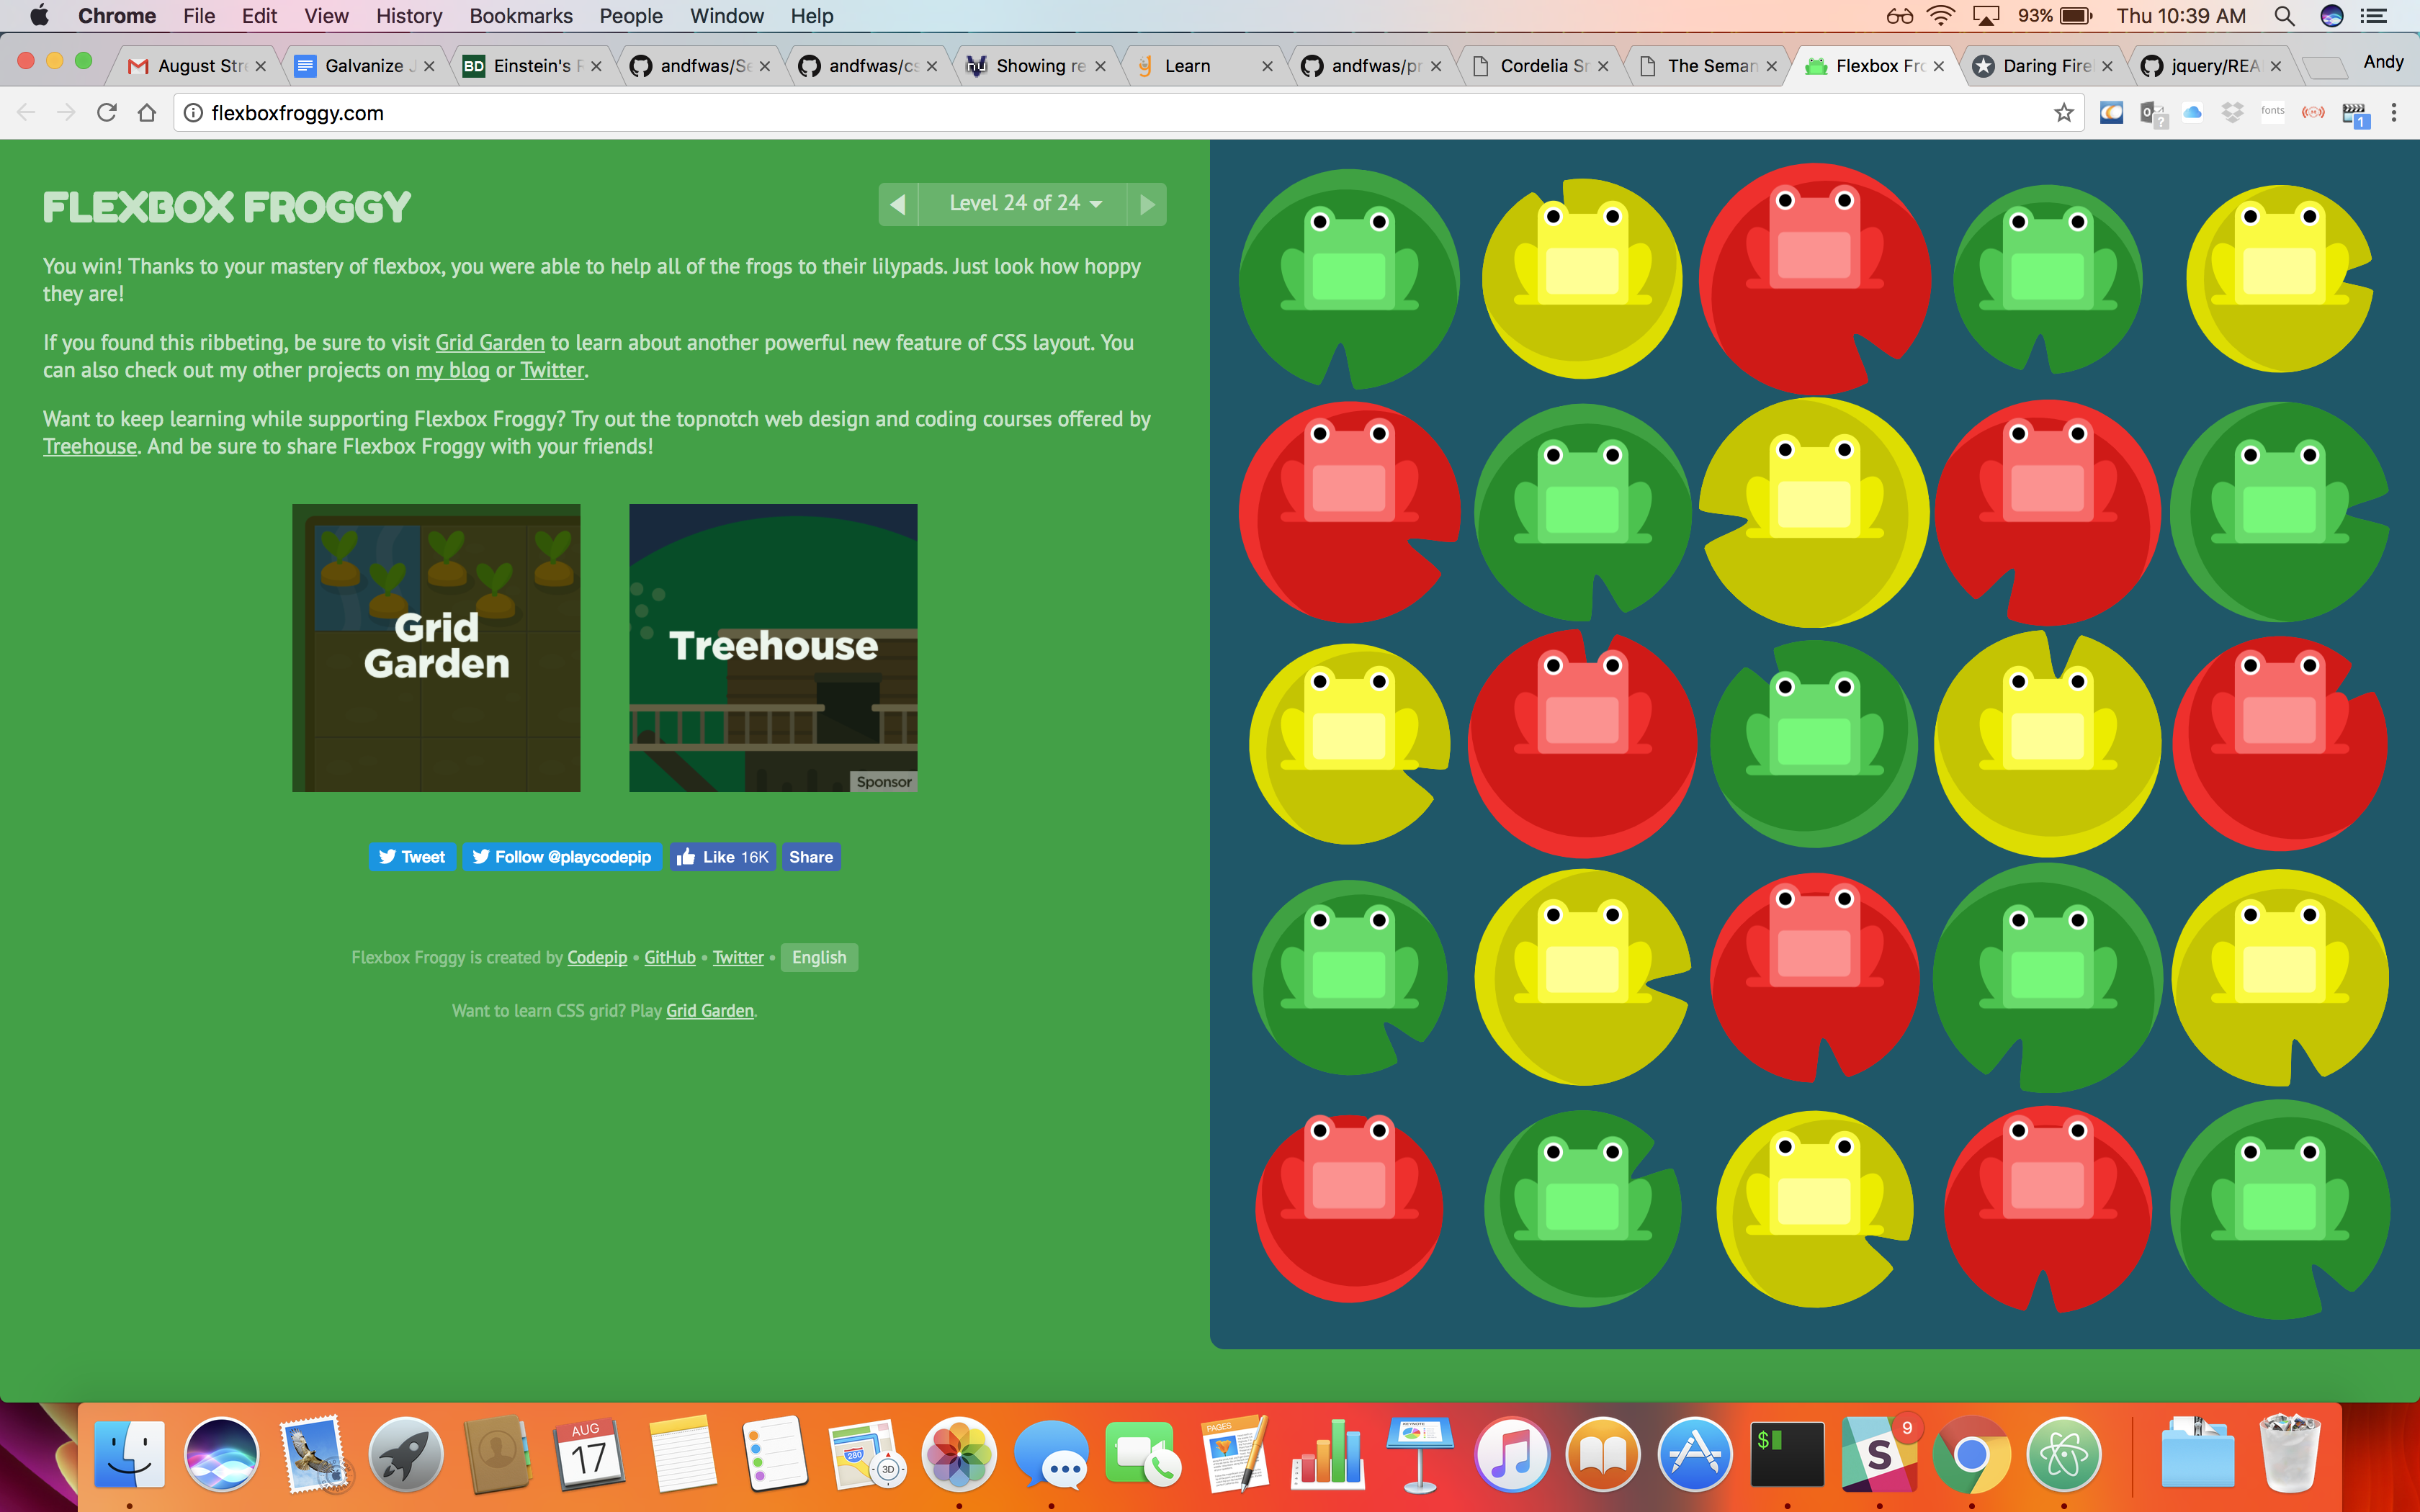 Chrome File Edit View History Bookmarks People Window Help 93% Thu 10:39 AM
August Str Galvanize J BD Einstein's F andfwas/Se andfwas/cs Showing re Learn andfwas/pr Cordelia Sr The Seman Flexbox Fro Daring Fire jquery/REA Andy
flexboxfroggy.com fonts 1
FLEXBOX FROGGY
Level 24 of 24
You win! Thanks to your mastery of flexbox, you were able to help all of the frogs to their lilypads. Just look how hoppy
they are!
If you found this ribbeting, be sure to visit Grid Garden to learn about another powerful new feature of CSS layout. You
can also check out my other projects on my blog or Twitter.
Want to keep learning while supporting Flexbox Froggy? Try out the topnotch web design and coding courses offered by
Treehouse. And be sure to share Flexbox Froggy with your friends!
Grid
Garden
Treehouse
Sponsor
Tweet Follow @playcodepip Like 16K Share
Flexbox Froggy is created by Codepip • GitHub • Twitter • English
Want to learn CSS grid? Play Grid Garden.
AUG
17
280
3D
PAGES
$
S
9